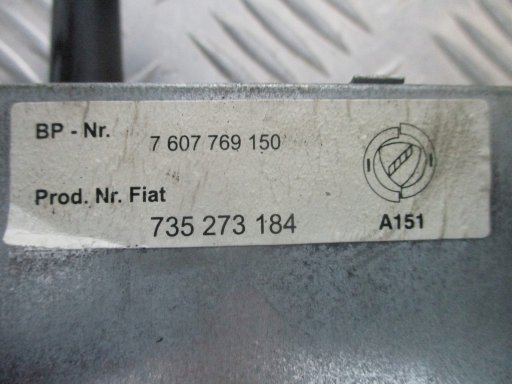 BP - Nr. 7 607 769 150
Prod. Nr. Fiat
735 273 184 A151